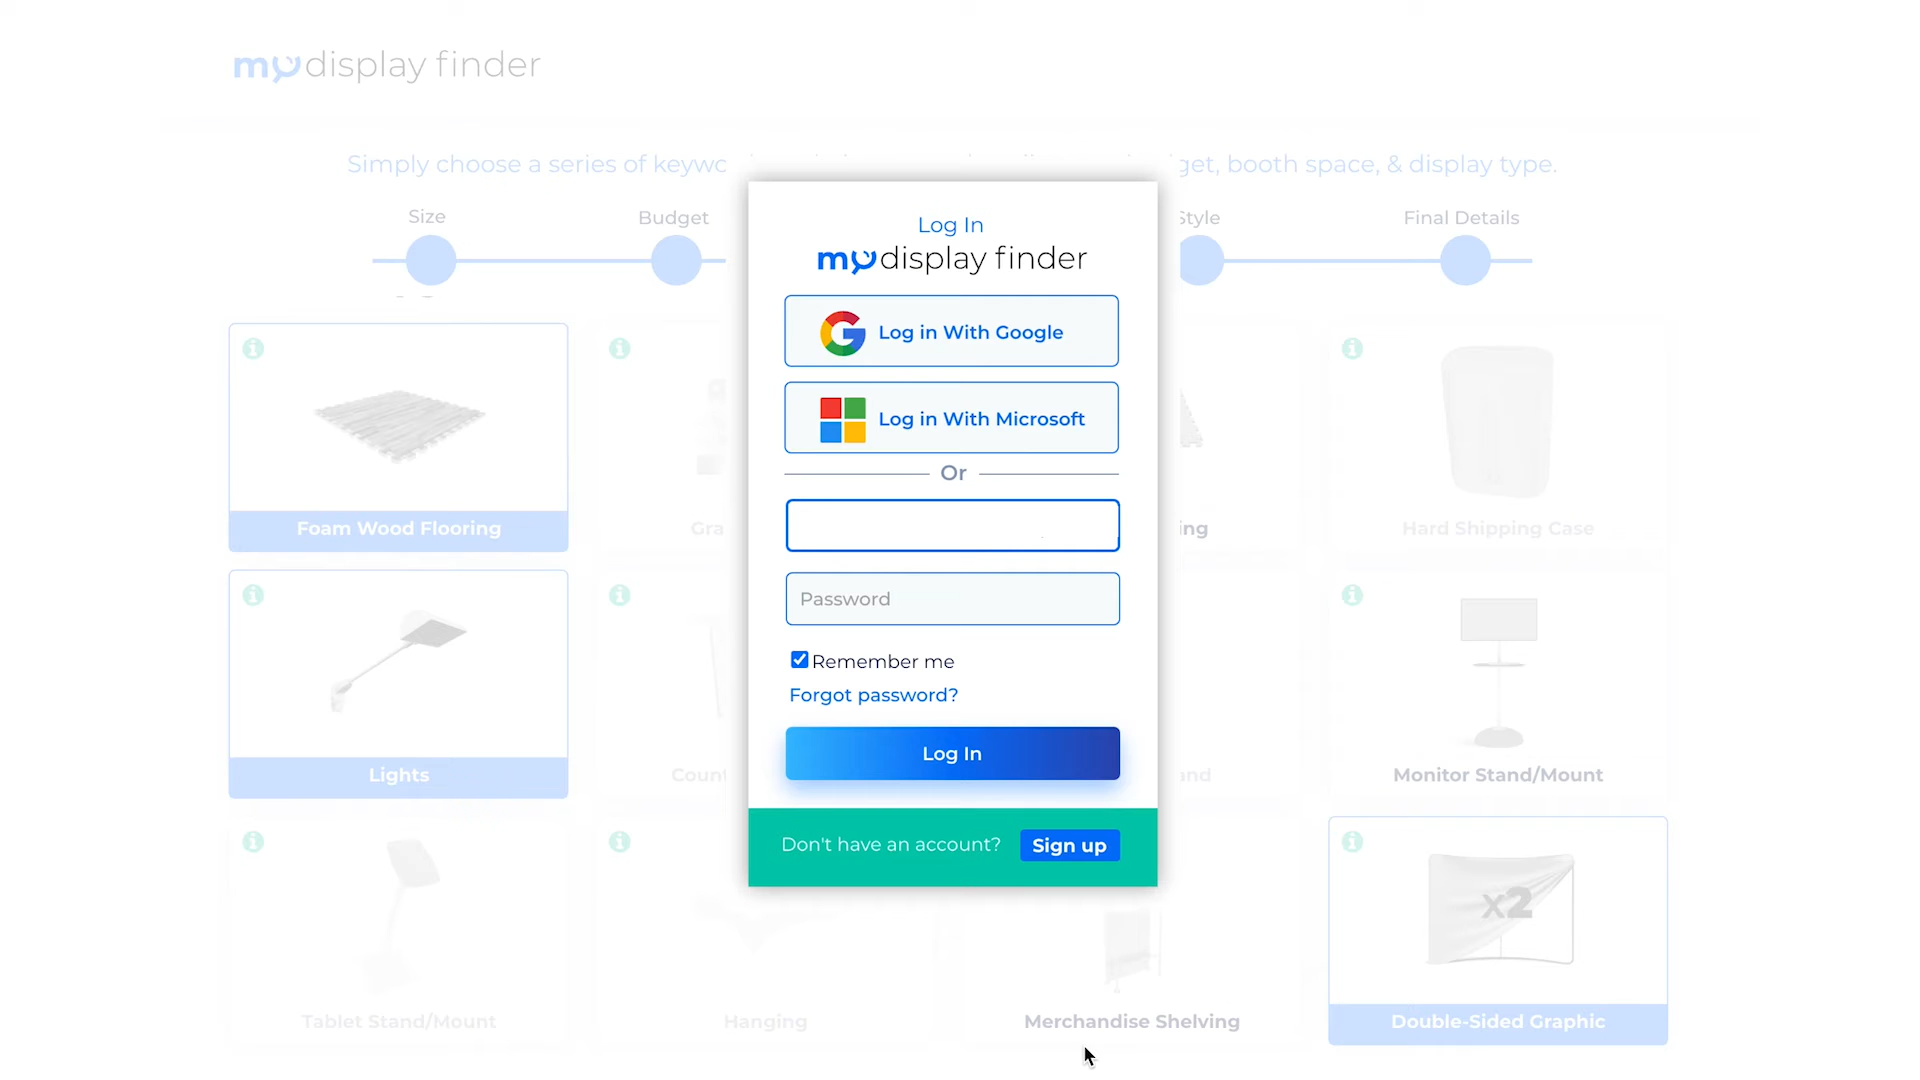 my display finder
Simply choose a series of
get, booth space, & display type.
Size
Budget
Style
Final Details
Log In
my display finder
Log in With Google
Log in With Microsoft
Or
Password
Remember me
Forgot password?
Log In
Don't have an account?
Sign up
Foam Wood Flooring
Hard Shipping Case
Lights
Monitor Stand/Mount
Tablet Stand/Mount
Hanging
Merchandise Shelving
x2
Double-Sided Graphic